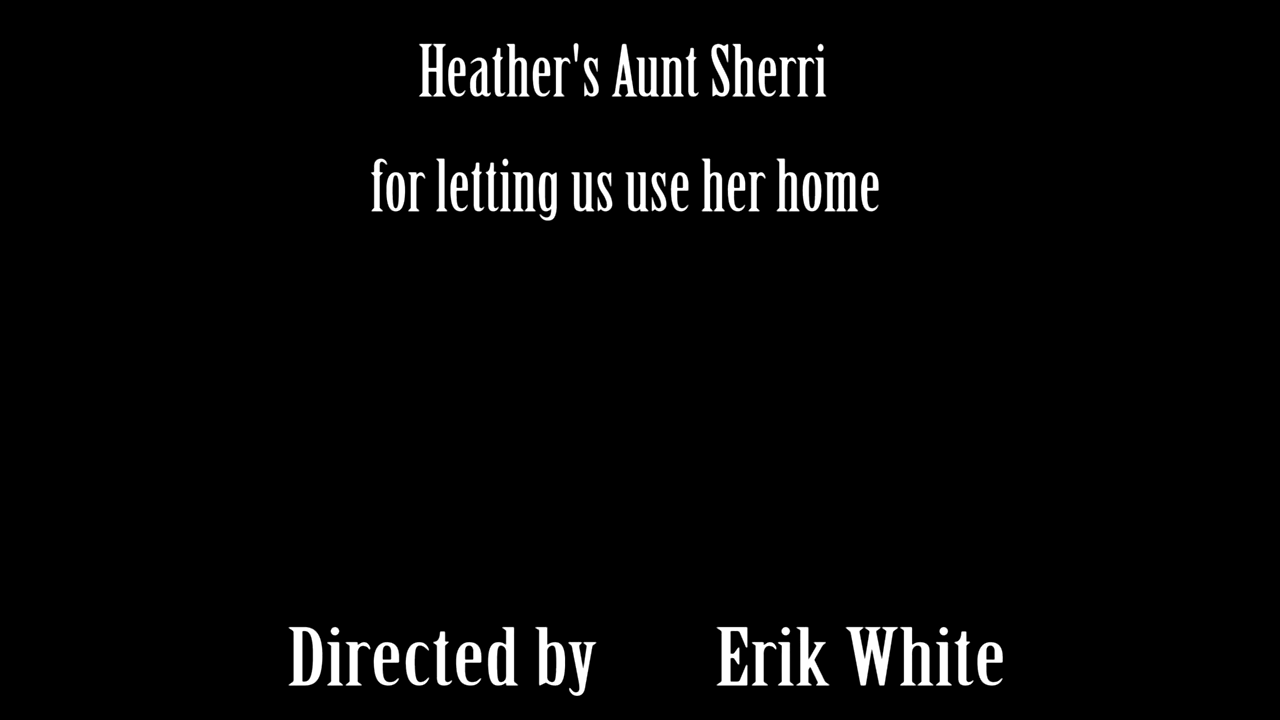 Heather's Aunt Sherri
for letting us use her home
Directed by Erik White